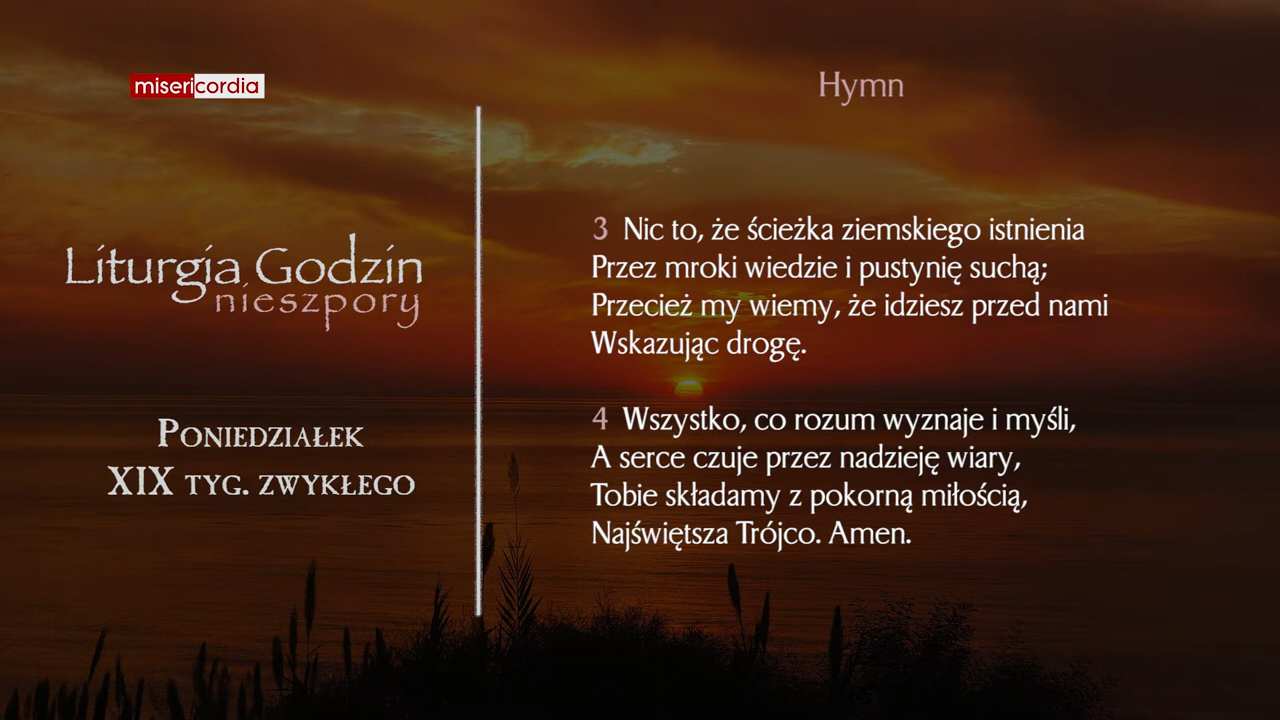 misericordia
Liturgia Godzin
nieszpory
Poniedziałek
XIX tyg. zwykłego
Hymn
3 Nic to, że ścieżka ziemskiego istnienia
Przez mroki wiedzie i pustynię suchą;
Przecież my wiemy, że idziesz przed nami
Wskazując drogę.
4 Wszystko, co rozum wyznaje i myśli,
A serce czuje przez nadzieję wiary,
Tobie składamy z pokorną miłością,
Najświętsza Trójco. Amen.